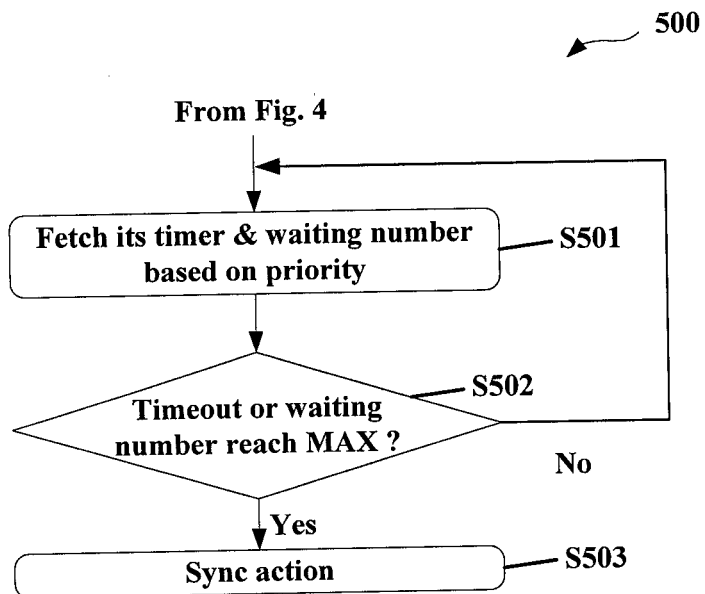 500
From Fig. 4
Fetch its timer & waiting number
based on priority
S501
S502
Timeout or waiting
number reach MAX ?
No
Yes
Sync action
S503